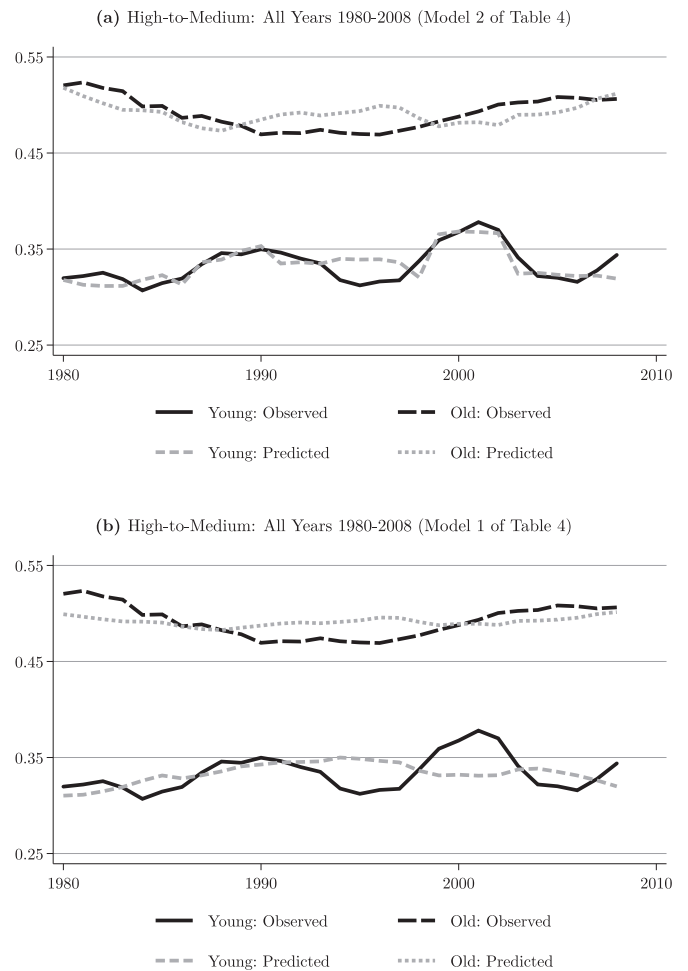 (a) High-to-Medium: All Years 1980-2008 (Model 2 of Table 4)
0.55
0.45
0.35
0.25
1980 1990 2000 2010
Young: Observed Old: Observed
Young: Predicted Old: Predicted
(b) High-to-Medium: All Years 1980-2008 (Model 1 of Table 4)
0.55
0.45
0.35
0.25
1980 1990 2000 2010
Young: Observed Old: Observed
Young: Predicted Old: Predicted